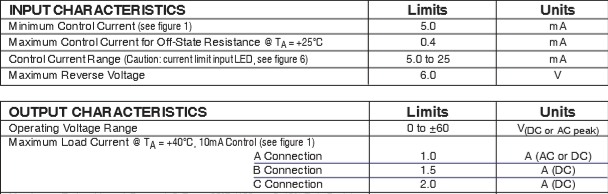 INPUT CHARACTERISTICS Limits Units
Minimum Control Current (see figure 1) 5.0 mA
Maximum Control Current for Off-State Resistance @ TA = +25°C 0.4 mA
Control Current Range (Caution: current limit input LED, see figure 6) 5.0 to 25 mA
Maximum Reverse Voltage 6.0 V
OUTPUT CHARACTERISTICS Limits Units
Operating Voltage Range 0 to ±60 V(DC or AC peak)
Maximum Load Current @ TA = +40°C, 10mA Control (see figure 1)
A Connection 1.0 A (AC or DC)
B Connection 1.5 A (DC)
C Connection 2.0 A (DC)